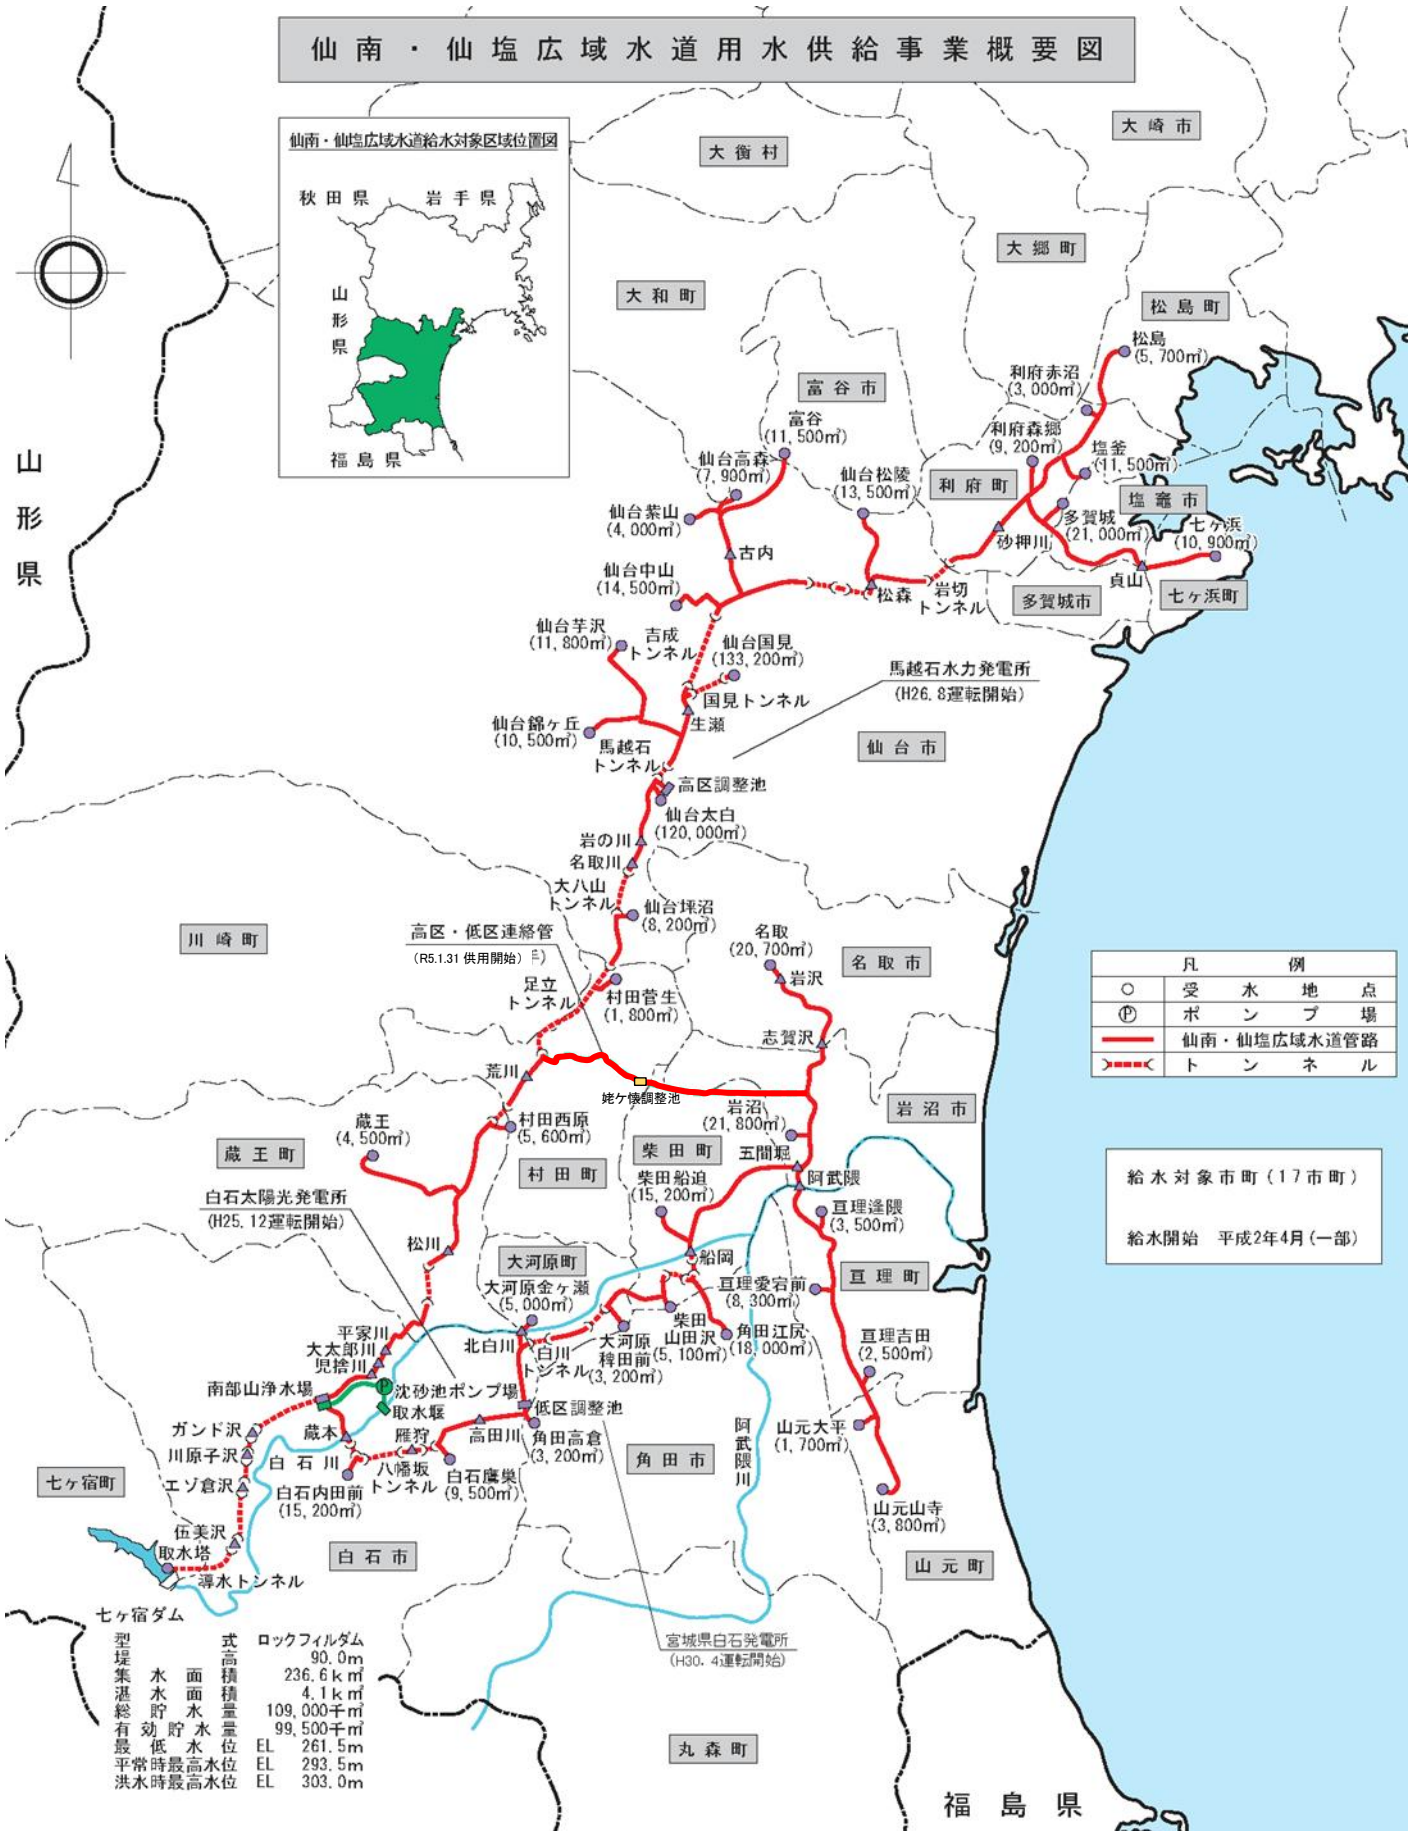 仙南・仙塩広域水道用水供給事業概要図
仙南・仙塩広域水道給水対象区域位置図
秋田県
岩手県
山形県
福島県
大崎市
大衡村
大郷町
大和町
松島町
松島
(5,700㎥)
利府赤沼
(3,000㎥)
富谷市
富谷
(11,500㎥)
利府森郷
(9,200㎥)
塩釜
(11,500㎥)
仙台高森
(7,900㎥)
仙台松陵
(13,500㎥)
利府町
塩竈市
仙台紫山
(4,000㎥)
多賀城
(21,000㎥)
七ヶ浜
(10,900㎥)
砂押川
古内
貞山
山形県
仙台中山
(14,500㎥)
松森
岩切
トンネル
多賀城市
七ヶ浜町
仙台芋沢
(11,800㎥)
吉成
トンネル
仙台国見
(133,200㎥)
馬越石水力発電所
(H26.8運転開始)
国見トンネル
生瀬
仙台錦ヶ丘
(10,500㎥)
馬越石
トンネル
仙台市
高区調整池
仙台太白
(120,000㎥)
岩の川
名取川
大八山
トンネル
仙台坪沼
(8,200㎥)
高区・低区連絡管
(R5.1.31 供用開始)
川崎町
名取
(20,700㎥)
岩沢
名取市
足立
トンネル
村田菅生
(1,800㎥)
凡例
受水地点
Ⓟ ポンプ場
仙南・仙塩広域水道管路
トンネル
志賀沢
荒川
姥ケ懐調整池
岩沼
(21,800㎥)
岩沼市
蔵王
(4,500㎥)
村田西原
(5,600㎥)
蔵王町
村田町
柴田町
五間堀
阿武隈
柴田船迫
(15,200㎥)
給水対象市町(17市町)
給水開始 平成2年4月(一部)
白石太陽光発電所
(H25.12運転開始)
亘理逢隈
(3,500㎥)
松川
大河原町
船岡
亘理町
大河原金ヶ瀬
(5,000㎥)
亘理愛宕前
(8,300㎥)
平家川
大太郎川
児捨川
北白川
白川
トンネル
大河原
稗田前
(3,200㎥)
柴田
山田沢
(5,100㎥)
角田江尻
(18,000㎥)
亘理吉田
(2,500㎥)
南部山浄水場
Ⓟ
沈砂池ポンプ場
取水堰
低区調整池
ガンド沢
蔵本
雁狩
高田川
角田高倉
(3,200㎥)
阿武隈川
山元大平
(1,700㎥)
川原子沢
白石川
八幡坂
トンネル
白石鷹巣
(9,500㎥)
角田市
七ヶ宿町
エゾ倉沢
白石内田前
(15,200㎥)
山元山寺
(3,800㎥)
伍美沢
取水塔
導水トンネル
白石市
山元町
七ヶ宿ダム
型式 ロックフィルダム
堤高 90.0m
集水面積 236.6k㎡
湛水面積 4.1k㎡
総貯水量 109,000千㎥
有効貯水量 99,500千㎥
最低水位 EL 261.5m
平常時最高水位 EL 293.5m
洪水時最高水位 EL 303.0m
宮城県白石発電所
(H30.4運転開始)
丸森町
福島県